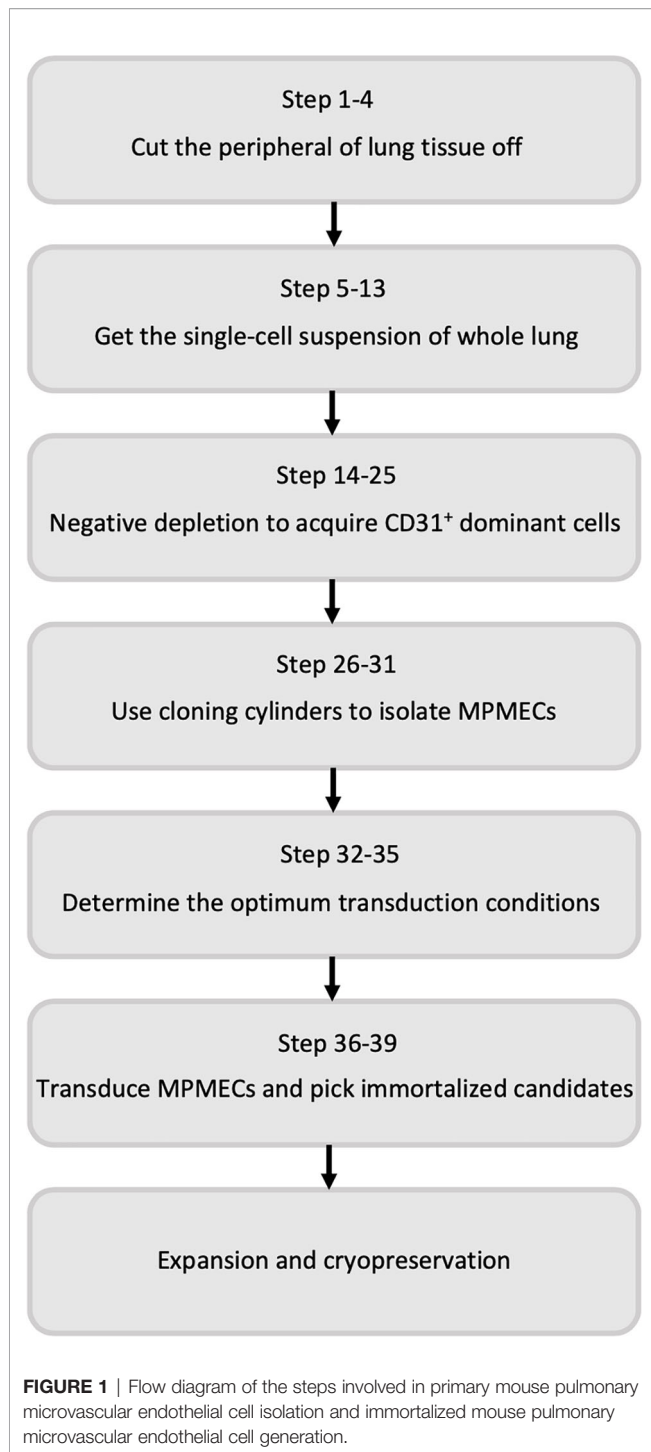 Step 1-4
Cut the peripheral of lung tissue off
Step 5-13
Get the single-cell suspension of whole lung
Step 14-25
Negative depletion to acquire CD31⁺ dominant cells
Step 26-31
Use cloning cylinders to isolate MPMECs
Step 32-35
Determine the optimum transduction conditions
Step 36-39
Transduce MPMECs and pick immortalized candidates
Expansion and cryopreservation
FIGURE 1 | Flow diagram of the steps involved in primary mouse pulmonary
microvascular endothelial cell isolation and immortalized mouse pulmonary
microvascular endothelial cell generation.